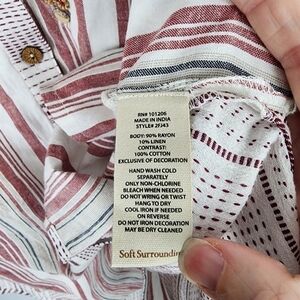 RN# 101206
MADE IN INDIA
STYLE# 2FJ43
BODY: 90% RAYON
10% LINEN
CONTRAST:
100% COTTON
EXCLUSIVE OF DECORATION
HAND WASH COLD
SEPARATELY
ONLY NON-CHLORINE
BLEACH WHEN NEEDED
DO NOT WRING OR TWIST
HANG TO DRY
COOL IRON IF NEEDED
ON REVERSE
DO NOT IRON DECORATION
MAY BE DRY CLEANED
Soft Surroundin